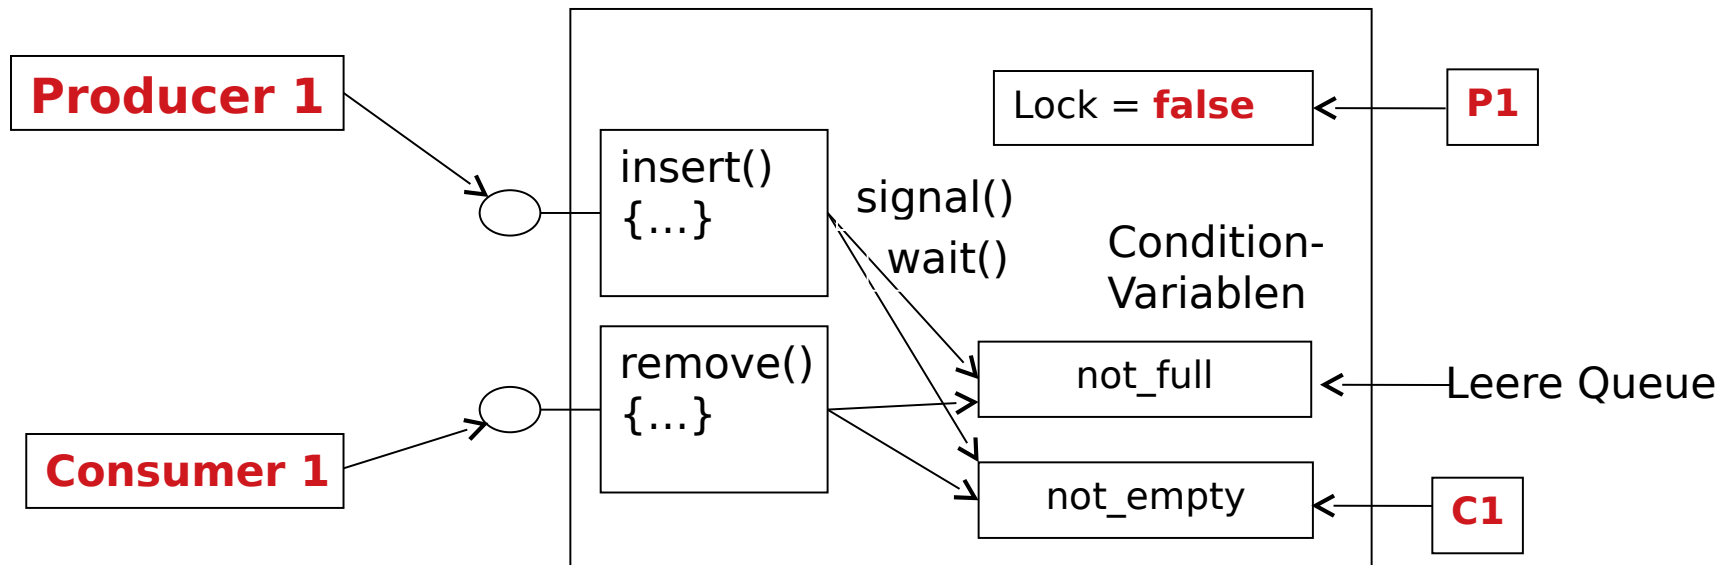 Producer 1
Lock = false
P1
insert()
{...}
signal()
wait()
Condition-
Variablen
remove()
{...}
not_full
Leere Queue
Consumer 1
not_empty
C1